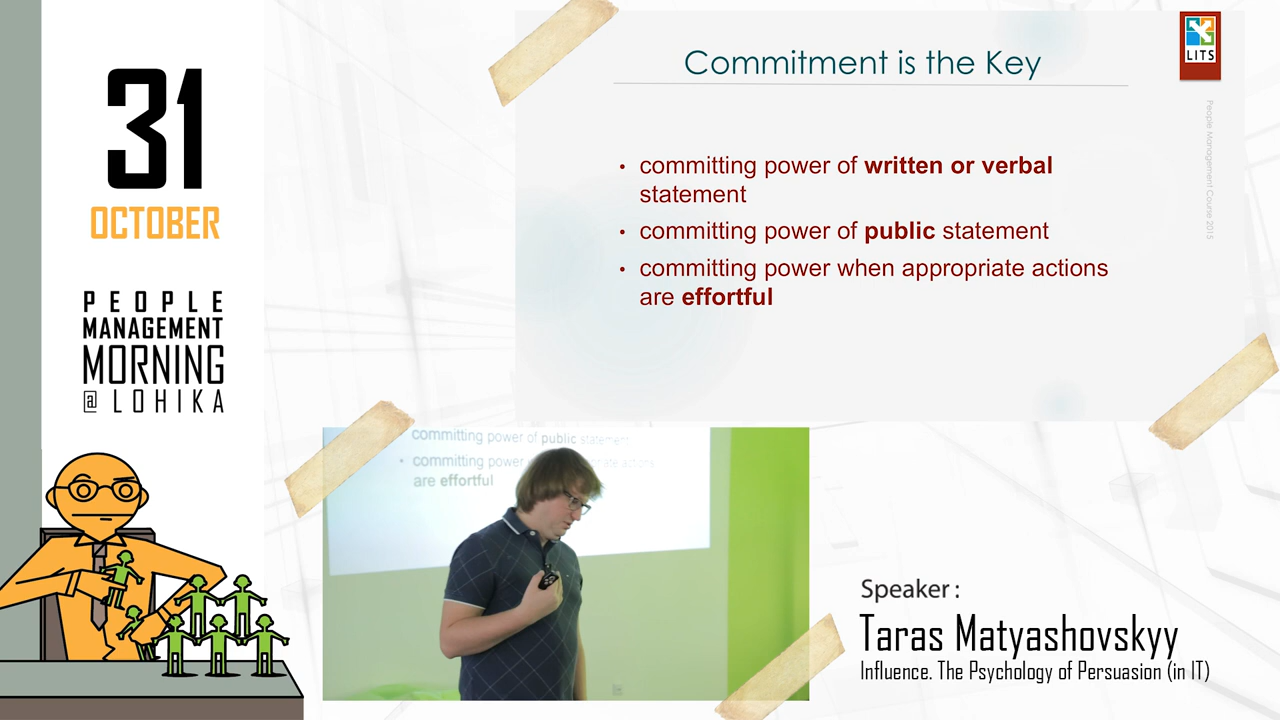 31
OCTOBER
PEOPLE
MANAGEMENT
MORNING
@ LOHIKA
Commitment is the Key
LITS
People Management Course 2015
• committing power of written or verbal
statement
• committing power of public statement
• committing power when appropriate actions
are effortful
committing power of public statement
• committing power
actions
are effortful
Speaker :
Taras Matyashovskyy
Influence. The Psychology of Persuasion (in IT)